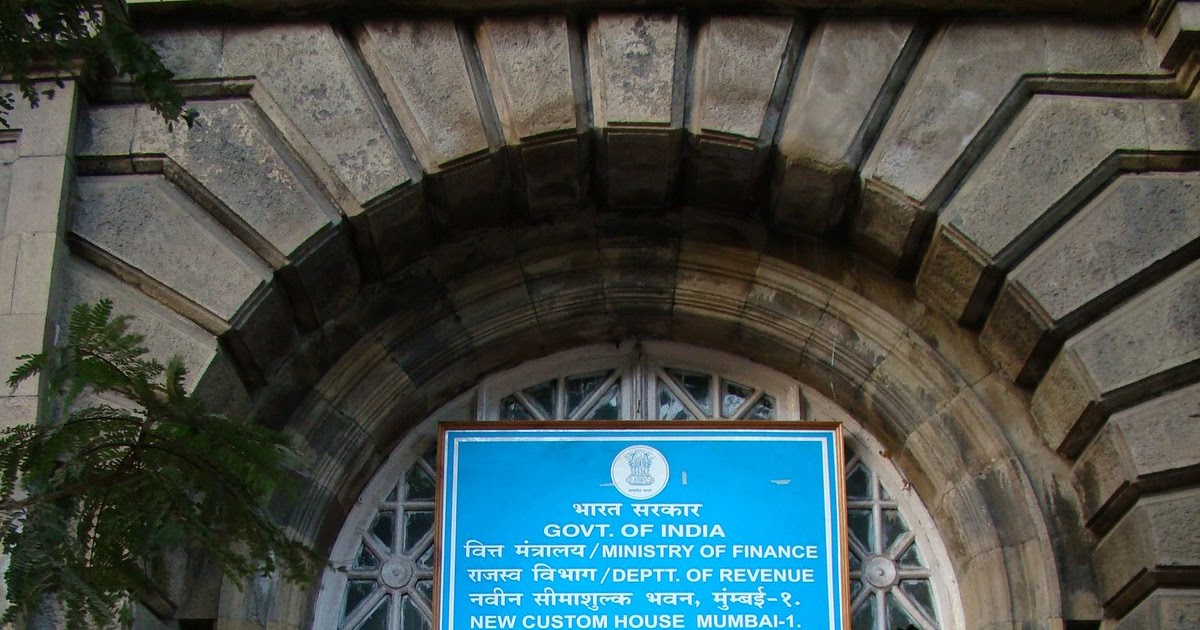 भारत सरकार
GOVT. OF INDIA
वित्त मंत्रालय/MINISTRY OF FINANCE
राजस्व विभाग/DEPTT. OF REVENUE
नवीन सीमाशुल्क भवन, मुंम्बई-१.
NEW CUSTOM HOUSE MUMBAI-1.